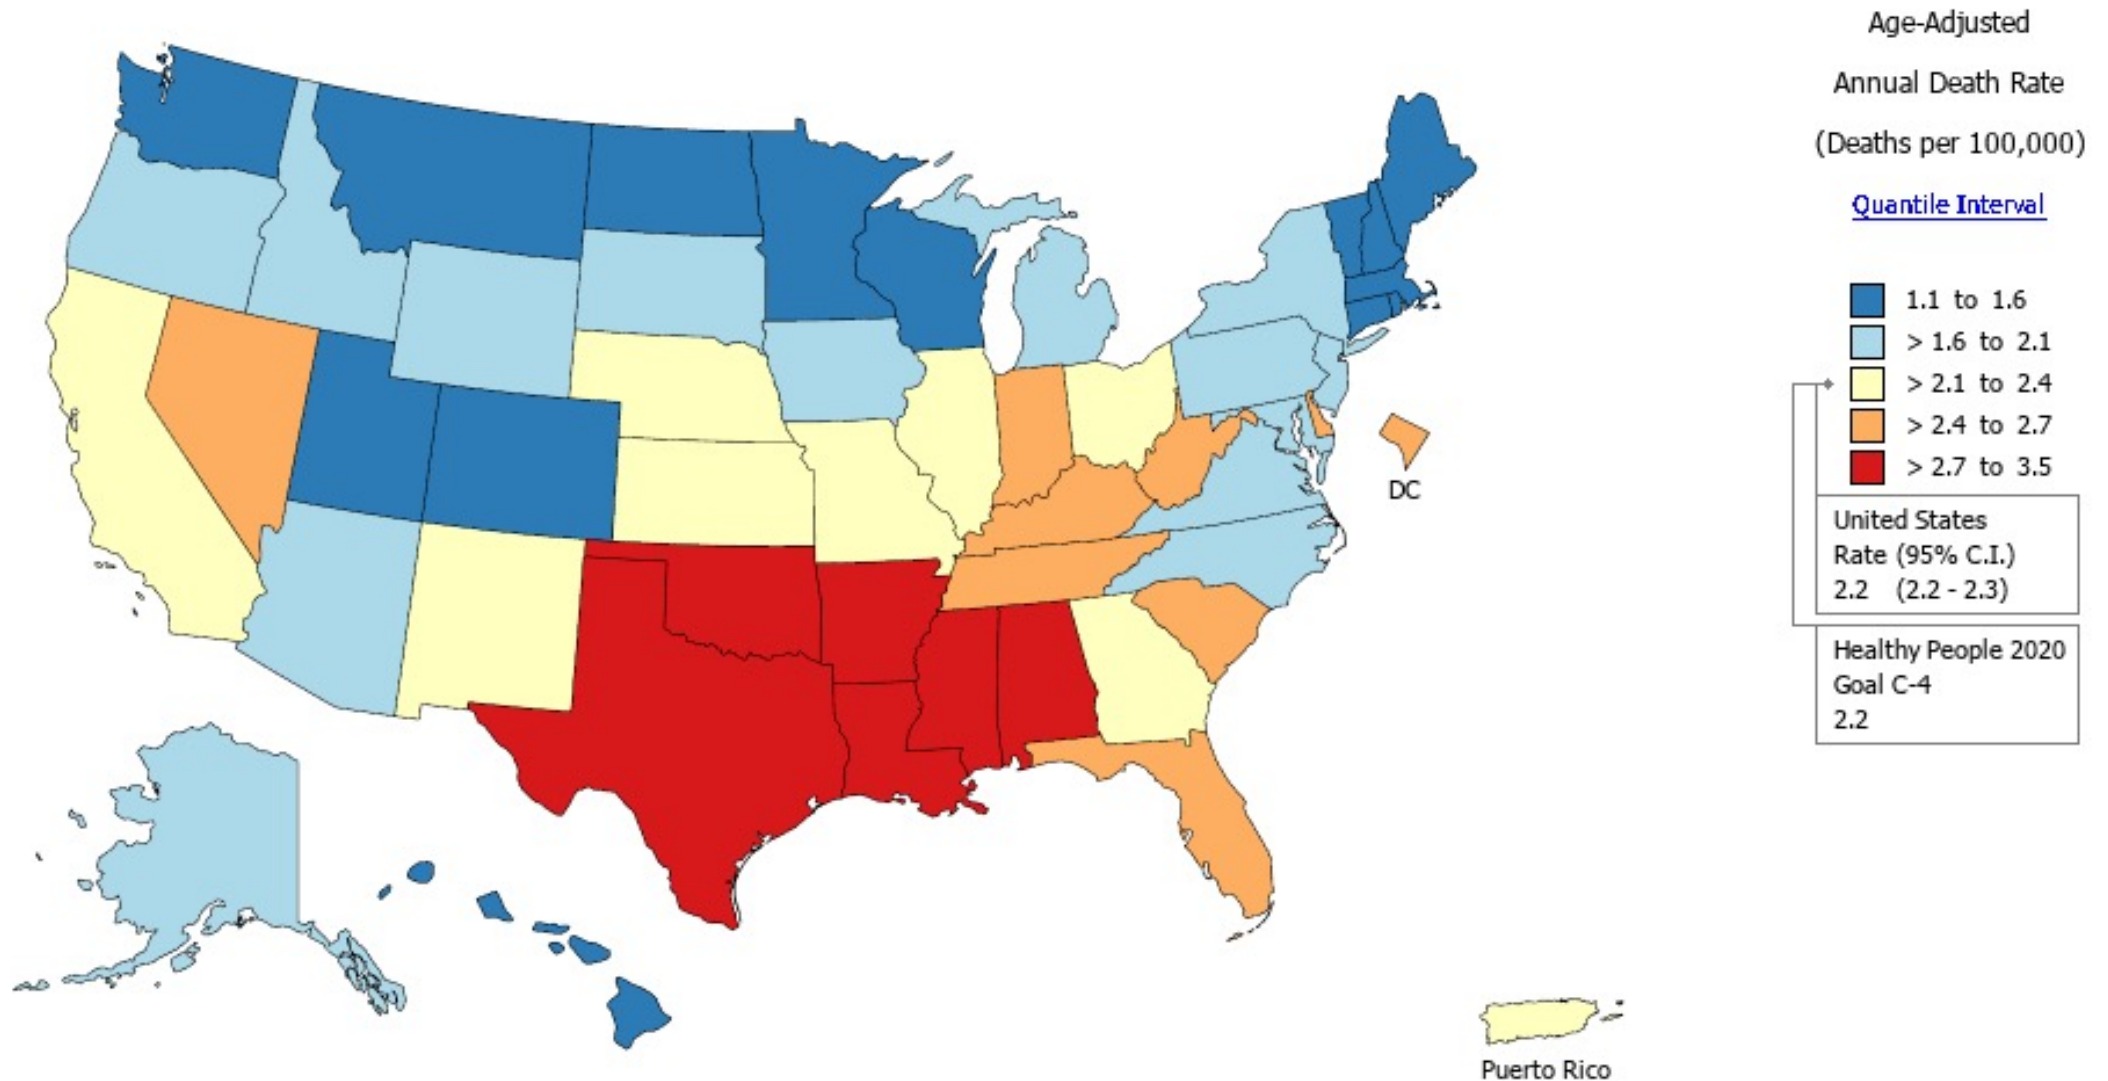 Age-Adjusted
Annual Death Rate
(Deaths per 100,000)
Quantile Interval
1.1 to 1.6
> 1.6 to 2.1
> 2.1 to 2.4
> 2.4 to 2.7
> 2.7 to 3.5
United States
Rate (95% C.I.)
2.2 (2.2 - 2.3)
Healthy People 2020
Goal C-4
2.2
DC
Puerto Rico